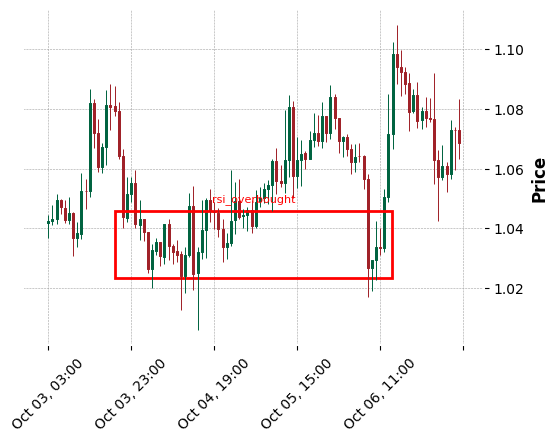 1.10
1.08
rsi_overbought
1.06
1.04
1.02
Price
Oct 03, 03:00
Oct 03, 23:00
Oct 04, 19:00
Oct 05, 15:00
Oct 06, 11:00